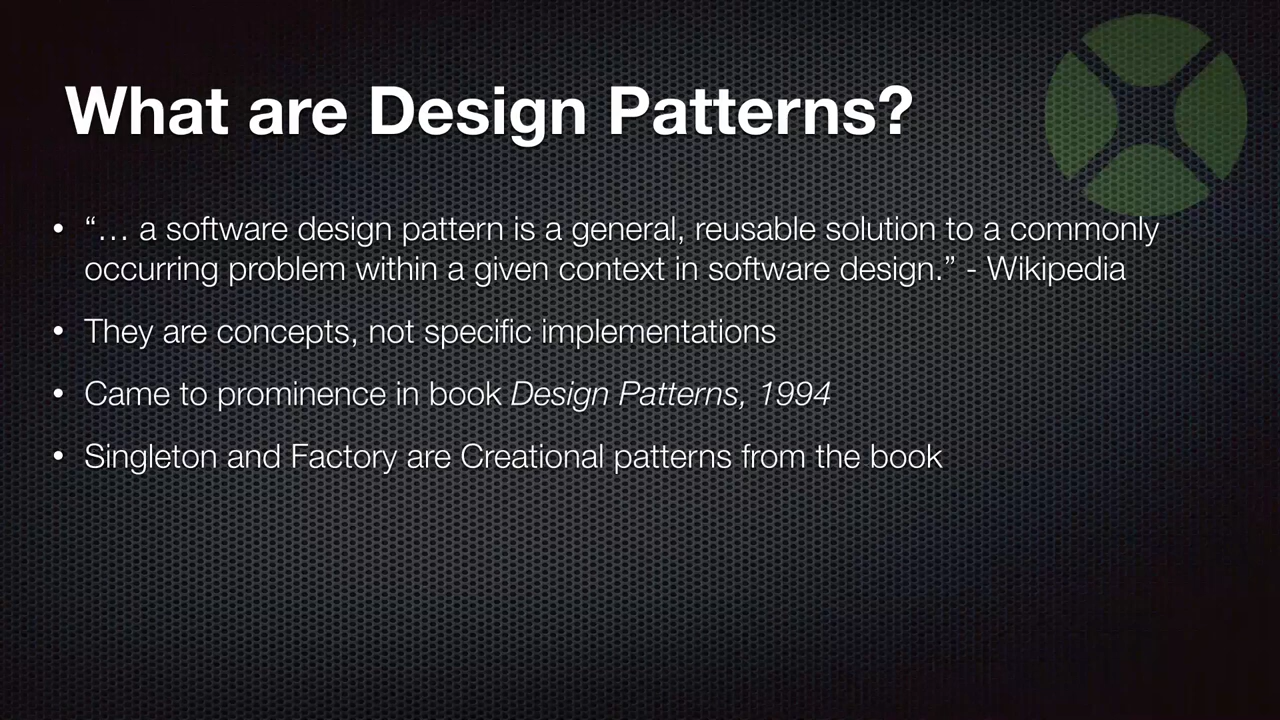 What are Design Patterns?
• “… a software design pattern is a general, reusable solution to a commonly
occurring problem within a given context in software design.” - Wikipedia
• They are concepts, not specific implementations
• Came to prominence in book Design Patterns, 1994
• Singleton and Factory are Creational patterns from the book